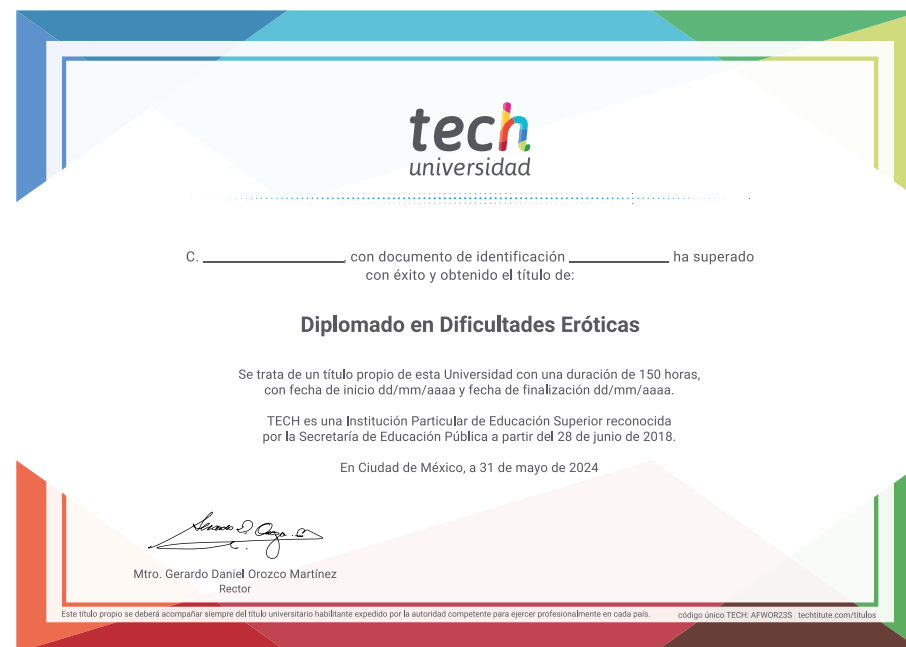 tech
universidad
C. ____________________, con documento de identificación ______________ ha superado
con éxito y obtenido el título de:
Diplomado en Dificultades Eróticas
Se trata de un título propio de esta Universidad con una duración de 150 horas,
con fecha de inicio dd/mm/aaaa y fecha de finalización dd/mm/aaaa.
TECH es una Institución Particular de Educación Superior reconocida
por la Secretaría de Educación Pública a partir del 28 de junio de 2018.
En Ciudad de México, a 31 de mayo de 2024
Mtro. Gerardo Daniel Orozco Martínez
Rector
Este título propio se deberá acompañar siempre del título universitario habilitante expedido por la autoridad competente para ejercer profesionalmente en cada país. código único TECH: AFWOR23S techtitute.com/titulos